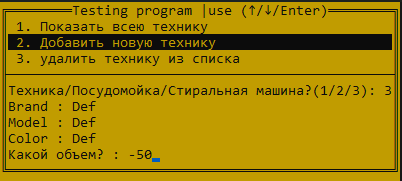 Testing program |use (↑/↓/Enter)
1. Показать всею технику
2. Добавить новую технику
3. удалить технику из списка
Техника/Посудомойка/Стиральная машина?(1/2/3): 3
Brand : Def
Model : Def
Color : Def
Какой объем? : -50